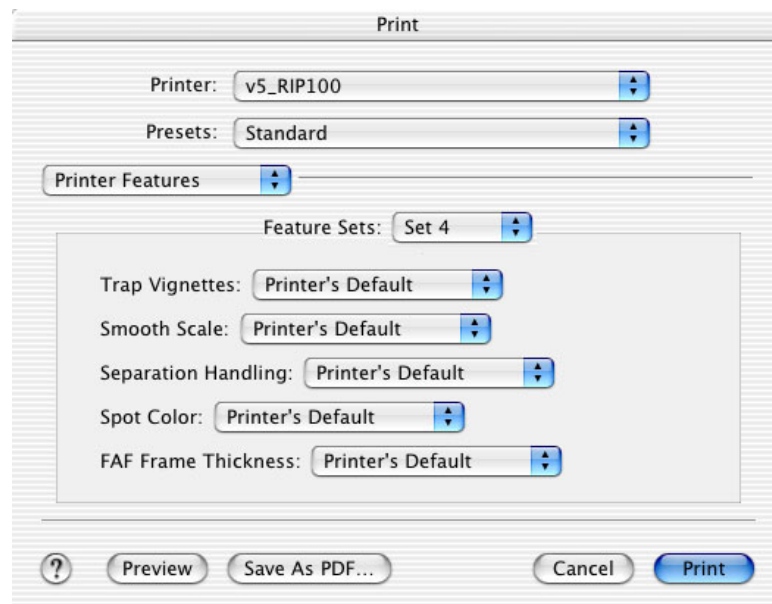 Print
Printer: v5_RIP100
Presets: Standard
Printer Features
Feature Sets: Set 4
Trap Vignettes: Printer's Default
Smooth Scale: Printer's Default
Separation Handling: Printer's Default
Spot Color: Printer's Default
FAF Frame Thickness: Printer's Default
? Preview Save As PDF... Cancel Print